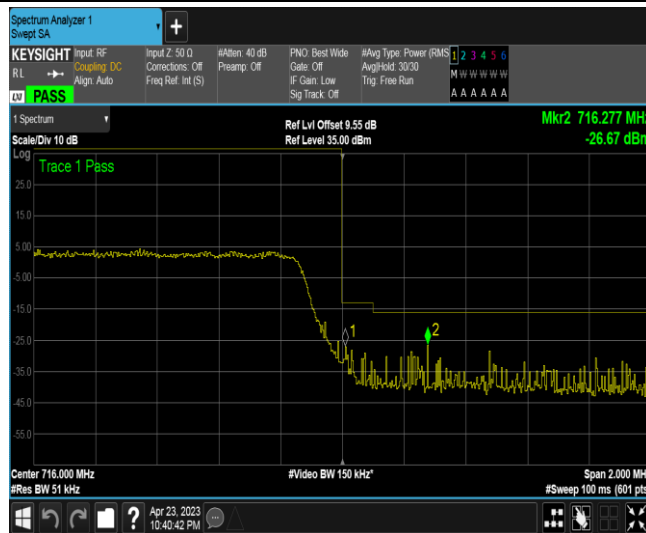 Spectrum Analyzer 1
Swept SA
+
KEYSIGHT
RL
LXI PASS
Input: RF
Coupling: DC
Align: Auto
Input Z: 50 Ω
Corrections: Off
Freq Ref: Int (S)
#Atten: 40 dB
Preamp: Off
PNO: Best Wide
Gate: Off
IF Gain: Low
Sig Track: Off
#Avg Type: Power (RMS
Avg|Hold: 30/30
Trig: Free Run
1 2 3 4 5 6
M W W W W W
A A A A A A
1 Spectrum
Scale/Div 10 dB
Ref Lvl Offset 9.55 dB
Ref Level 35.00 dBm
Mkr2 716.277 MHz
-26.67 dBm
Log
Trace 1 Pass
25.0
15.0
5.00
-5.00
-15.0
-25.0
-35.0
-45.0
-55.0
1
2
Center 716.000 MHz
#Res BW 51 kHz
#Video BW 150 kHz*
Span 2.000 MH
#Sweep 100 ms (601 pts
?
Apr 23, 2023
10:40:42 PM